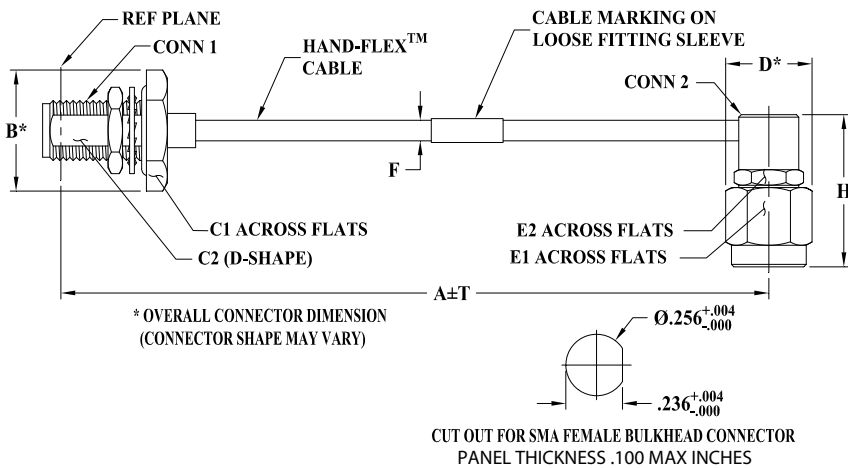 REF PLANE
CONN 1
HAND-FLEX™
CABLE
CABLE MARKING ON
LOOSE FITTING SLEEVE
D*
CONN 2
B*
F
H
C1 ACROSS FLATS
C2 (D-SHAPE)
E2 ACROSS FLATS
E1 ACROSS FLATS
A±T
* OVERALL CONNECTOR DIMENSION
(CONNECTOR SHAPE MAY VARY)
Ø.256 +.004
-.000
.236 +.004
-.000
CUT OUT FOR SMA FEMALE BULKHEAD CONNECTOR
PANEL THICKNESS .100 MAX INCHES